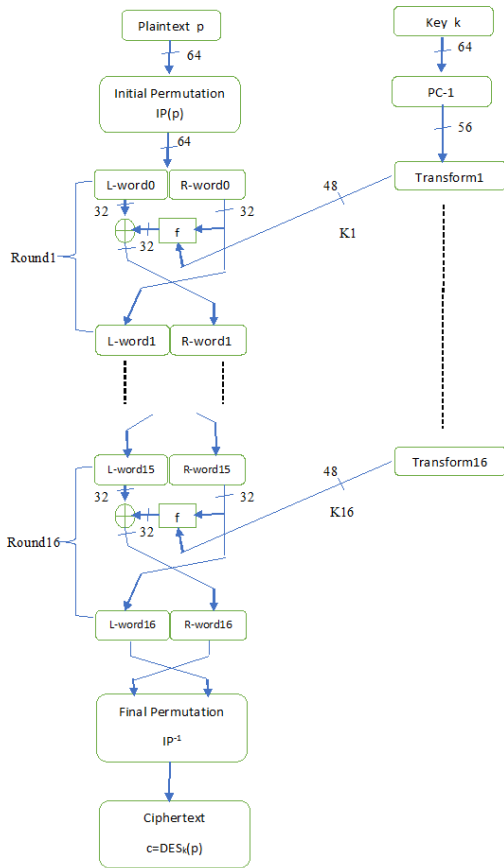 Plaintext p
Key k
64
64
Initial Permutation
IP(p)
PC-1
64
56
L-word0
R-word0
Transform1
48
32
32
f
32
K1
Round1
L-word1
R-word1
L-word15
R-word15
Transform16
48
32
32
f
32
K16
Round16
L-word16
R-word16
Final Permutation
IP⁻¹
Ciphertext
c=DESₖ(p)